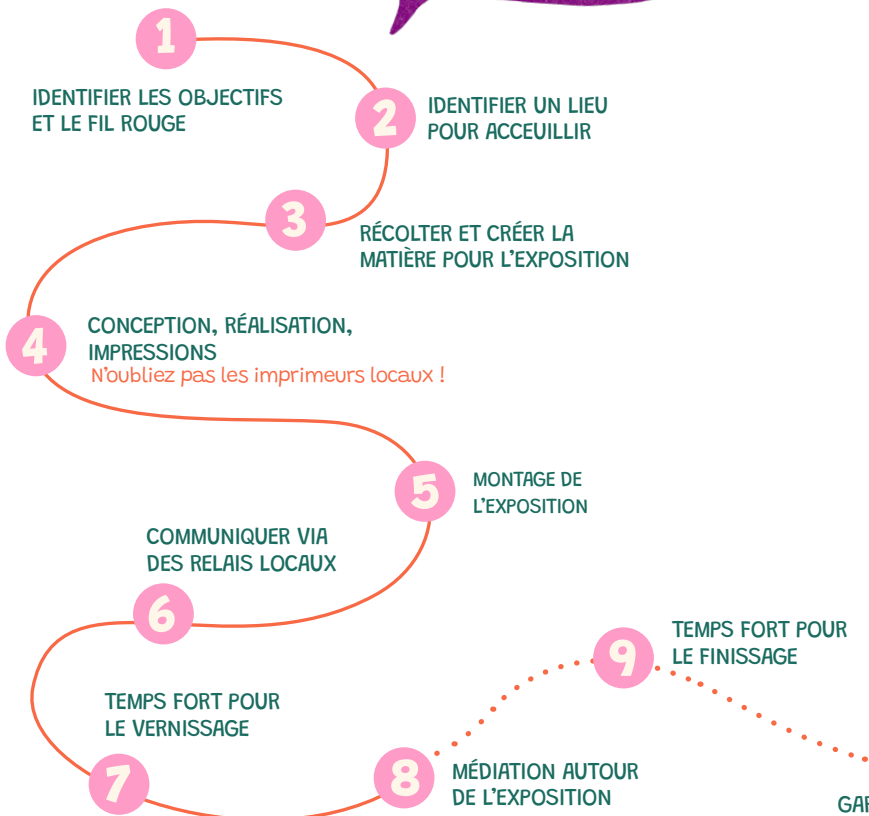 1
IDENTIFIER LES OBJECTIFS
ET LE FIL ROUGE
2
IDENTIFIER UN LIEU
POUR ACCEUILLIR
3
RÉCOLTER ET CRÉER LA
MATIÈRE POUR L'EXPOSITION
4
CONCEPTION, RÉALISATION,
IMPRESSIONS
N'oubliez pas les imprimeurs locaux !
5
MONTAGE DE
L'EXPOSITION
6
COMMUNIQUER VIA
DES RELAIS LOCAUX
7
TEMPS FORT POUR
LE VERNISSAGE
8
MÉDIATION AUTOUR
DE L'EXPOSITION
9
TEMPS FORT POUR
LE FINISSAGE